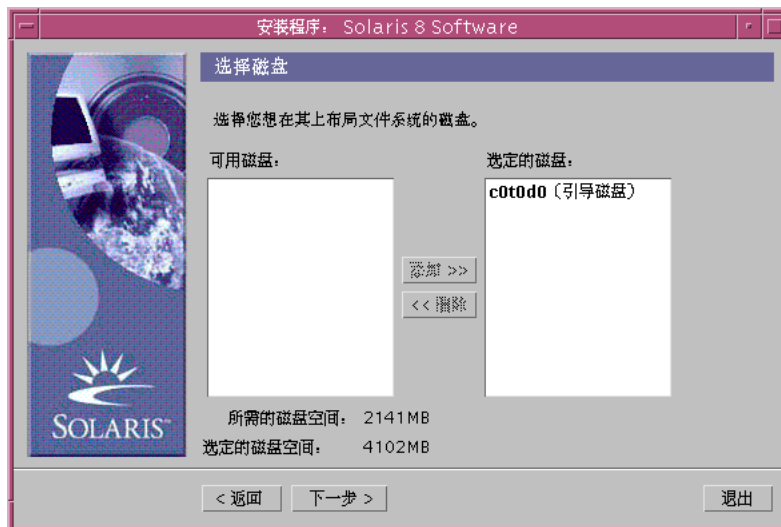 安装程序： Solaris 8 Software
选择磁盘
选择您想在其上布局文件系统的磁盘。
可用磁盘：
选定的磁盘：
c0t0d0（引导磁盘）
添加 >>
<< 删除
所需的磁盘空间： 2141MB
选定的磁盘空间： 4102MB
SOLARIS™
< 返回
下一步 >
退出